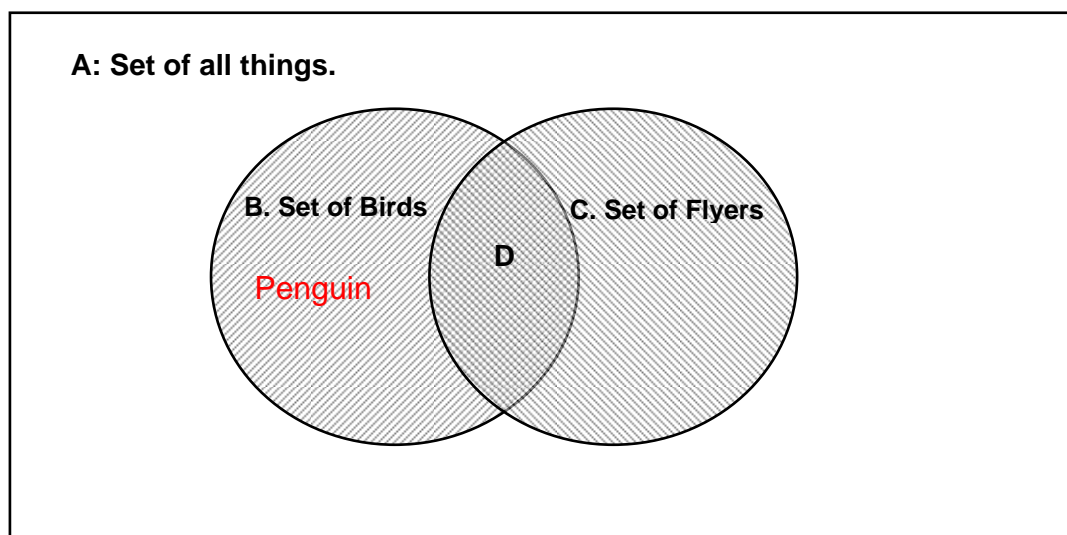 A: Set of all things.
B. Set of Birds
C. Set of Flyers
D
Penguin